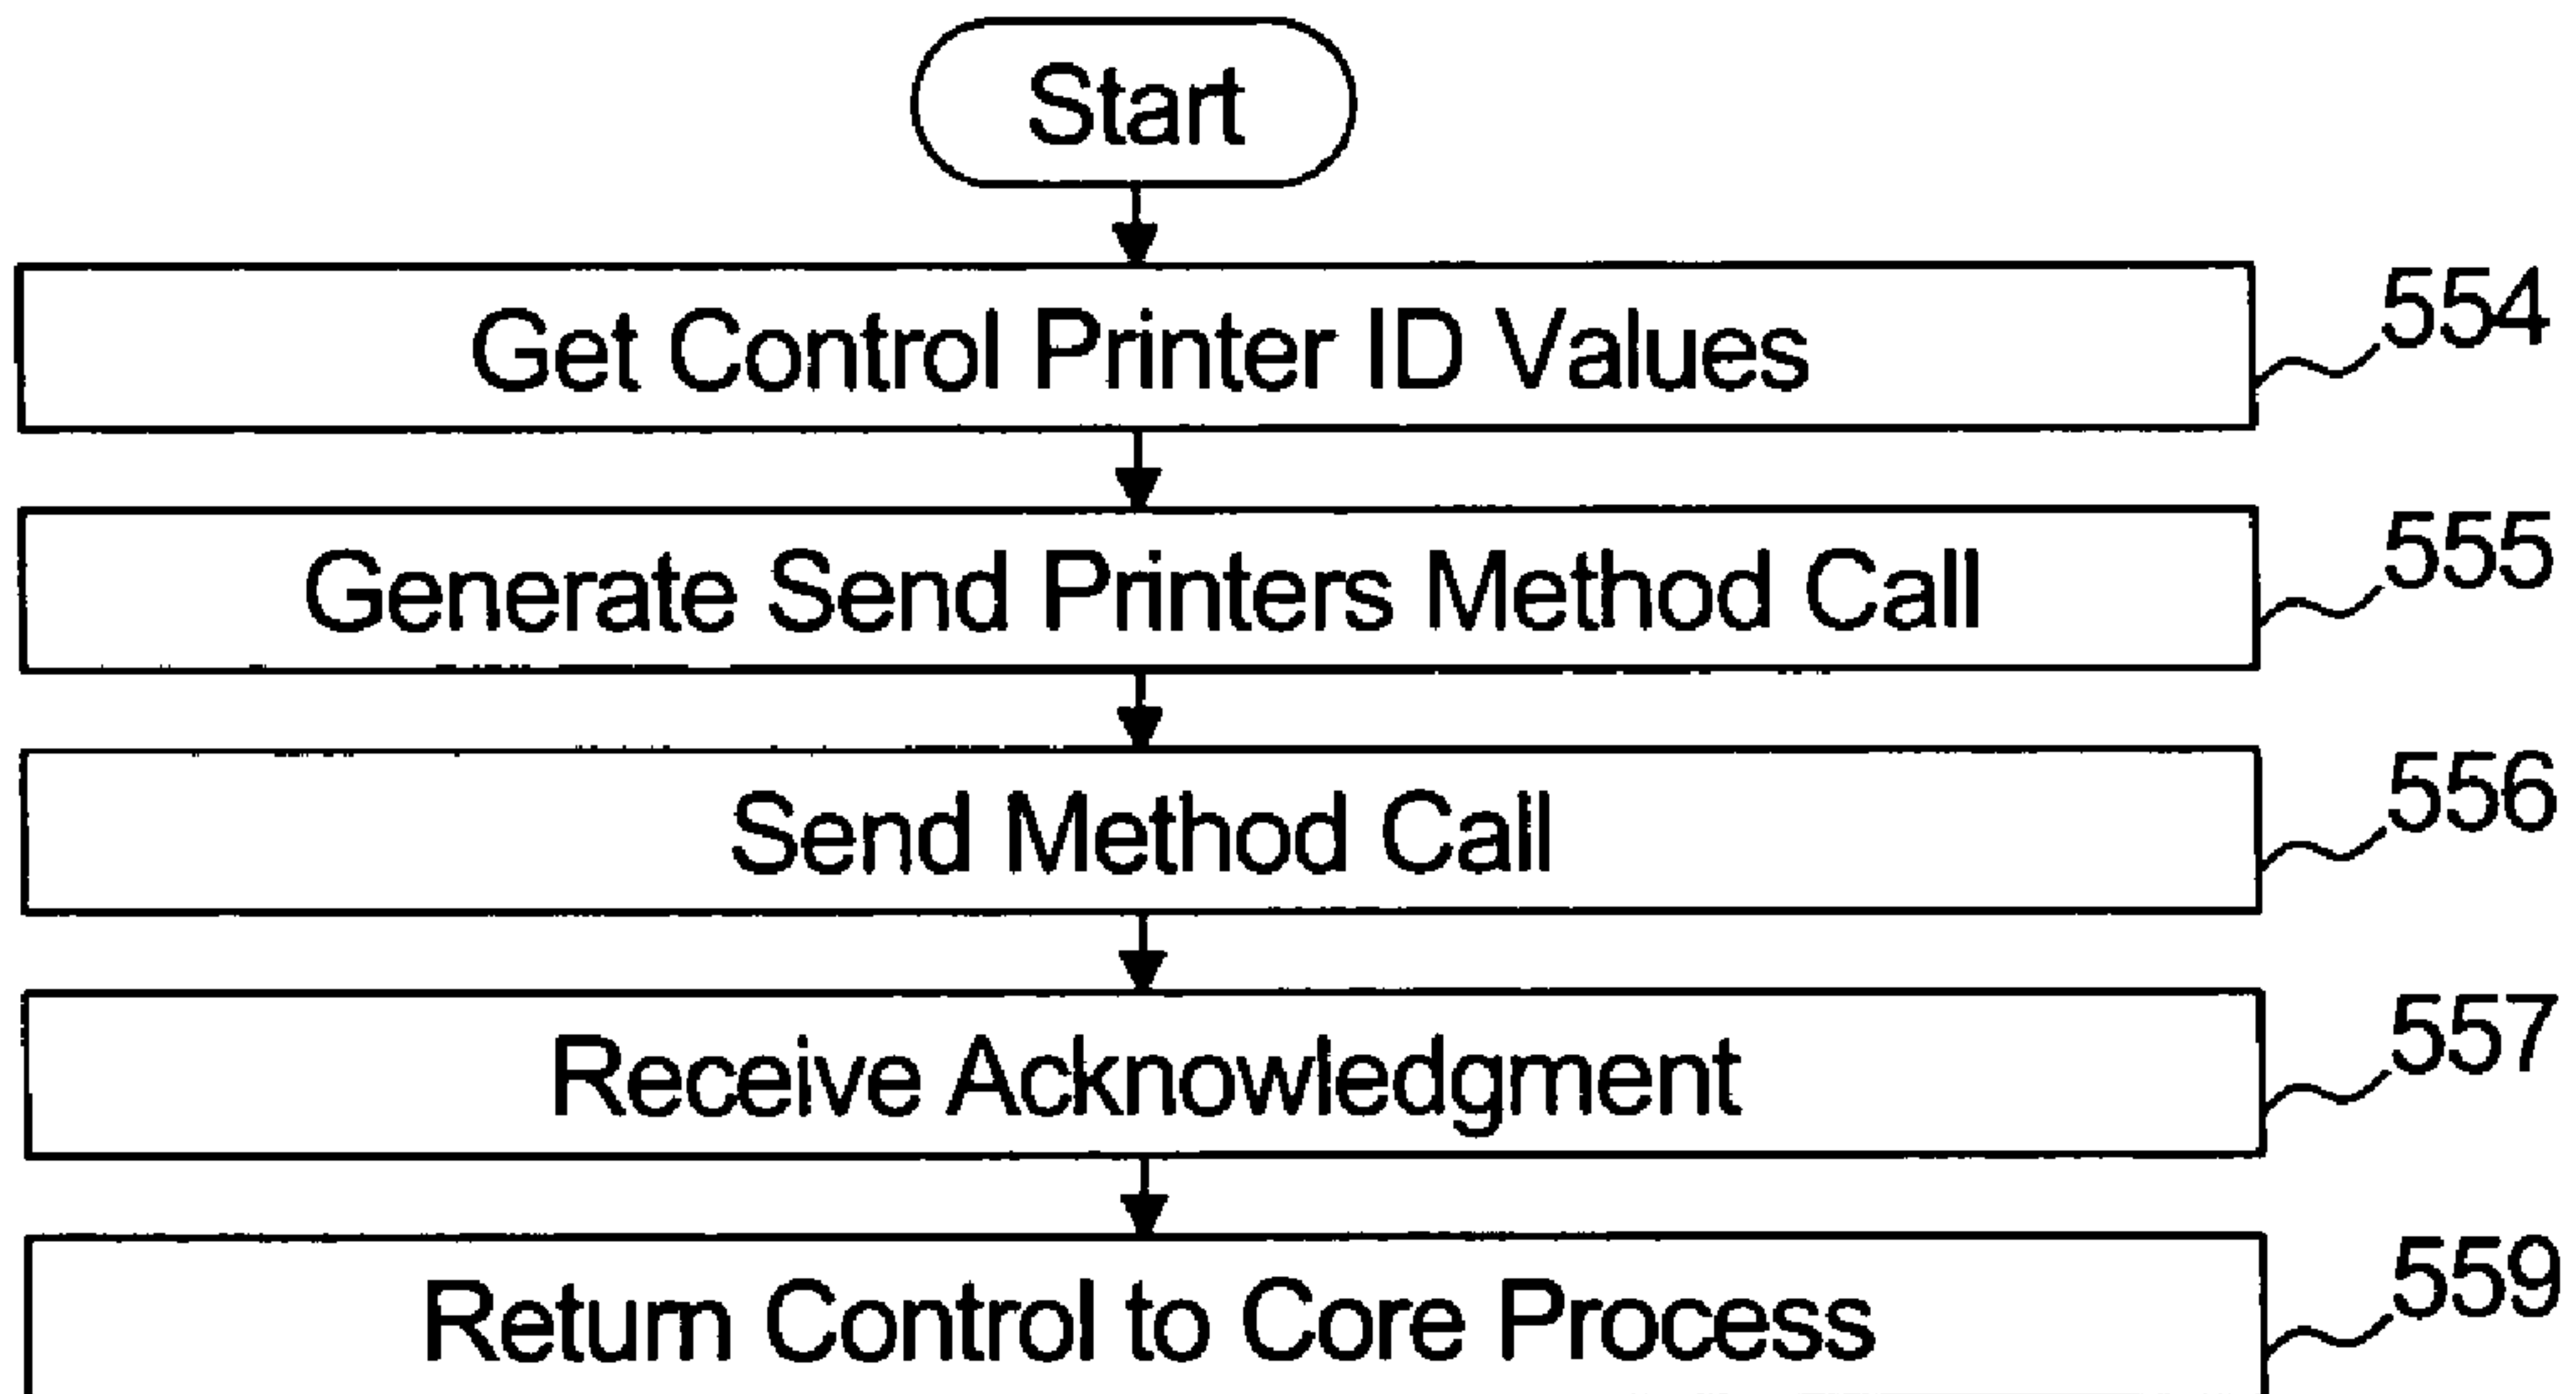 Start
Get Control Printer ID Values 554
Generate Send Printers Method Call 555
Send Method Call 556
Receive Acknowledgment 557
Return Control to Core Process 559